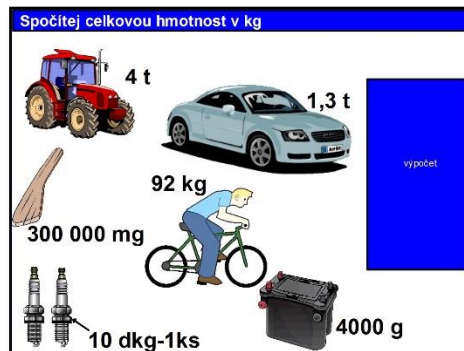 Spočítej celkovou hmotnost v kg
4 t
1,3 t
výpočet
92 kg
300 000 mg
10 dkg-1ks
4000 g